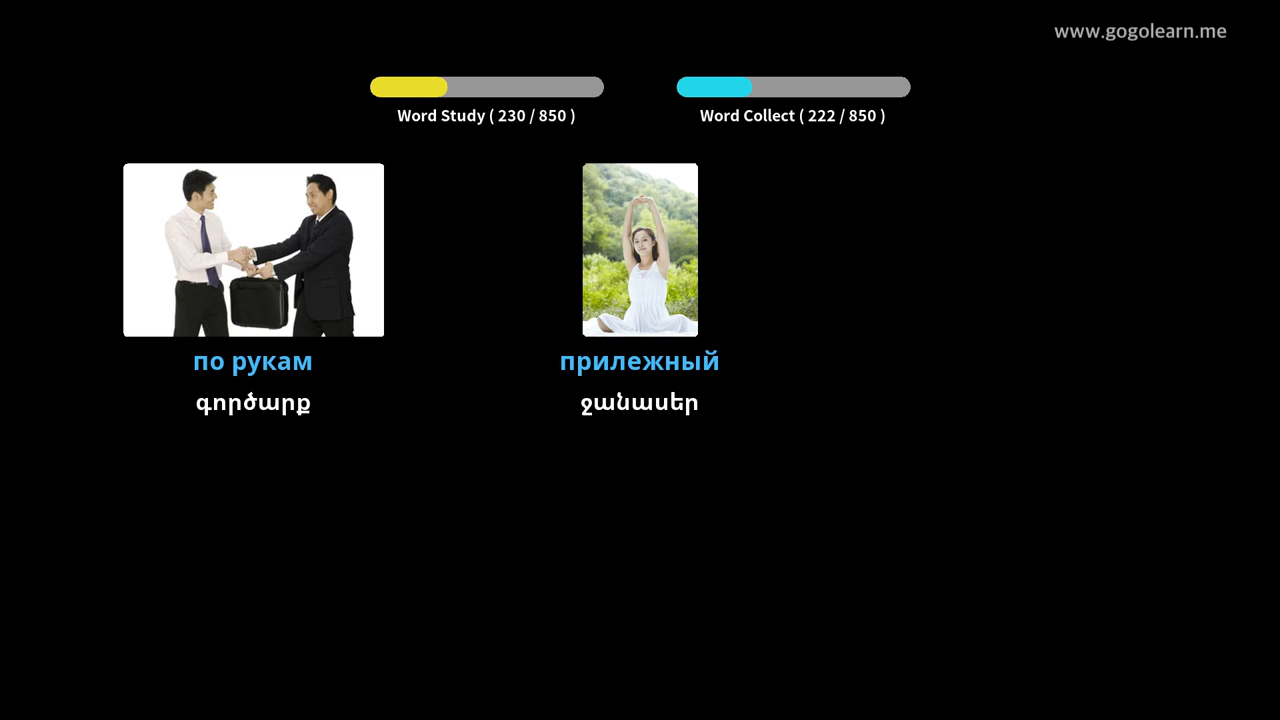 www.gogolearn.me
Word Study ( 230 / 850 )
Word Collect ( 222 / 850 )
по рукам
գործարք
прилежный
ջանասեր